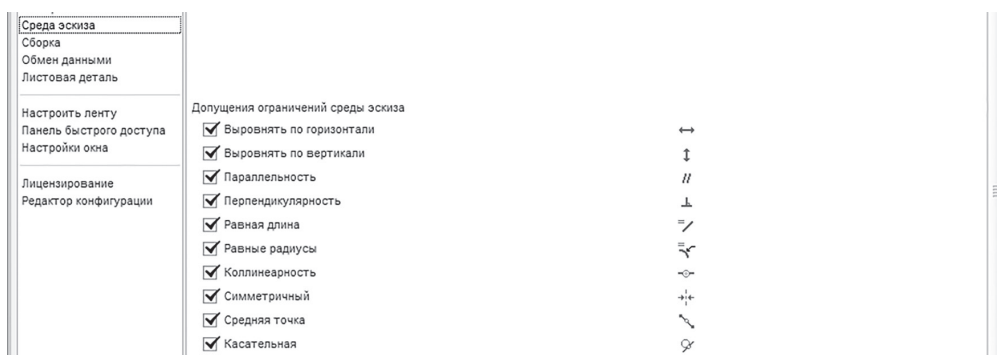 Среда эскиза
Сборка
Обмен данными
Листовая деталь
Настроить ленту
Панель быстрого доступа
Настройки окна
Лицензирование
Редактор конфигурации
Допущения ограничений среды эскиза
Выровнять по горизонтали
Выровнять по вертикали
Параллельность
Перпендикулярность
Равная длина
Равные радиусы
Коллинеарность
Симметричный
Средняя точка
Касательная